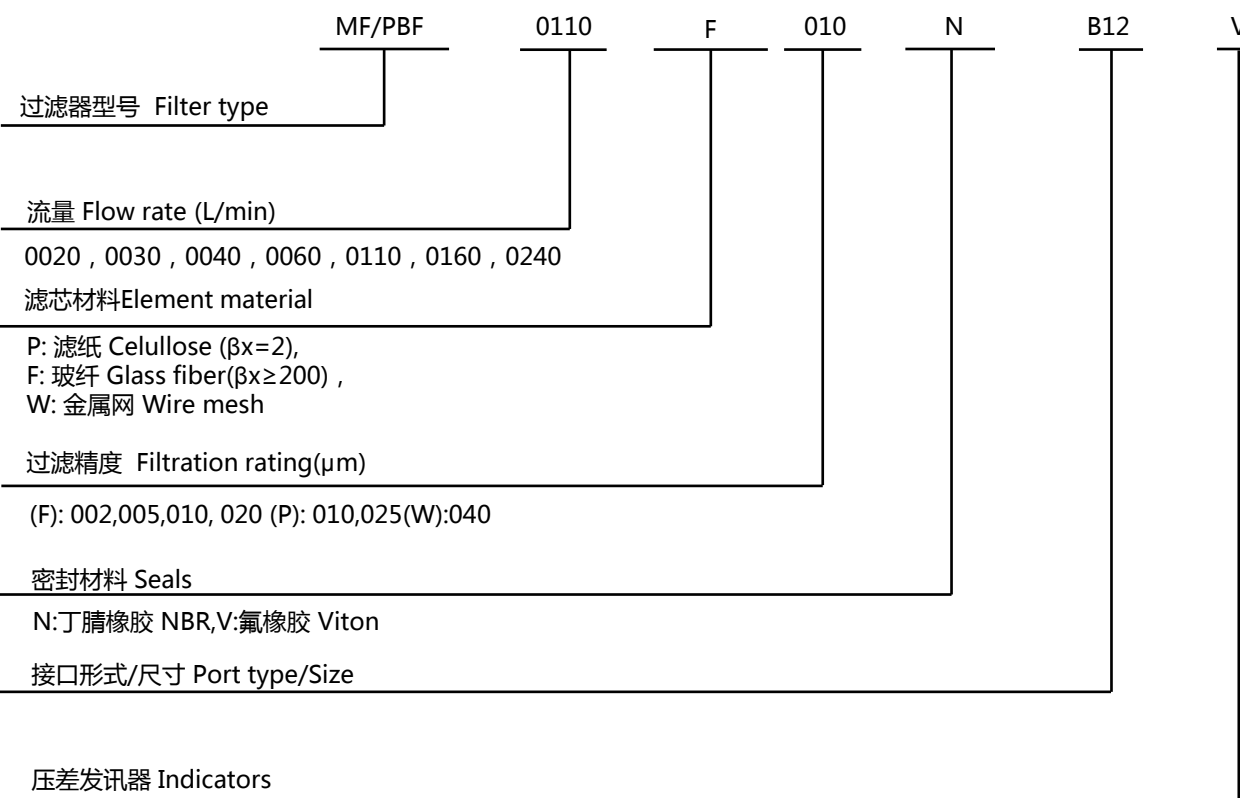 MF/PBF 0110 F 010 N B12
过滤器型号 Filter type
流量 Flow rate (L/min)
0020 , 0030 , 0040 , 0060 , 0110 , 0160 , 0240
滤芯材料Element material
P: 滤纸 Celullose (βx=2),
F: 玻纤 Glass fiber(βx≥200) ,
W: 金属网 Wire mesh
过滤精度 Filtration rating(μm)
(F): 002,005,010, 020 (P): 010,025(W):040
密封材料 Seals
N:丁腈橡胶 NBR,V:氟橡胶 Viton
接口形式/尺寸 Port type/Size
压差发讯器 Indicators